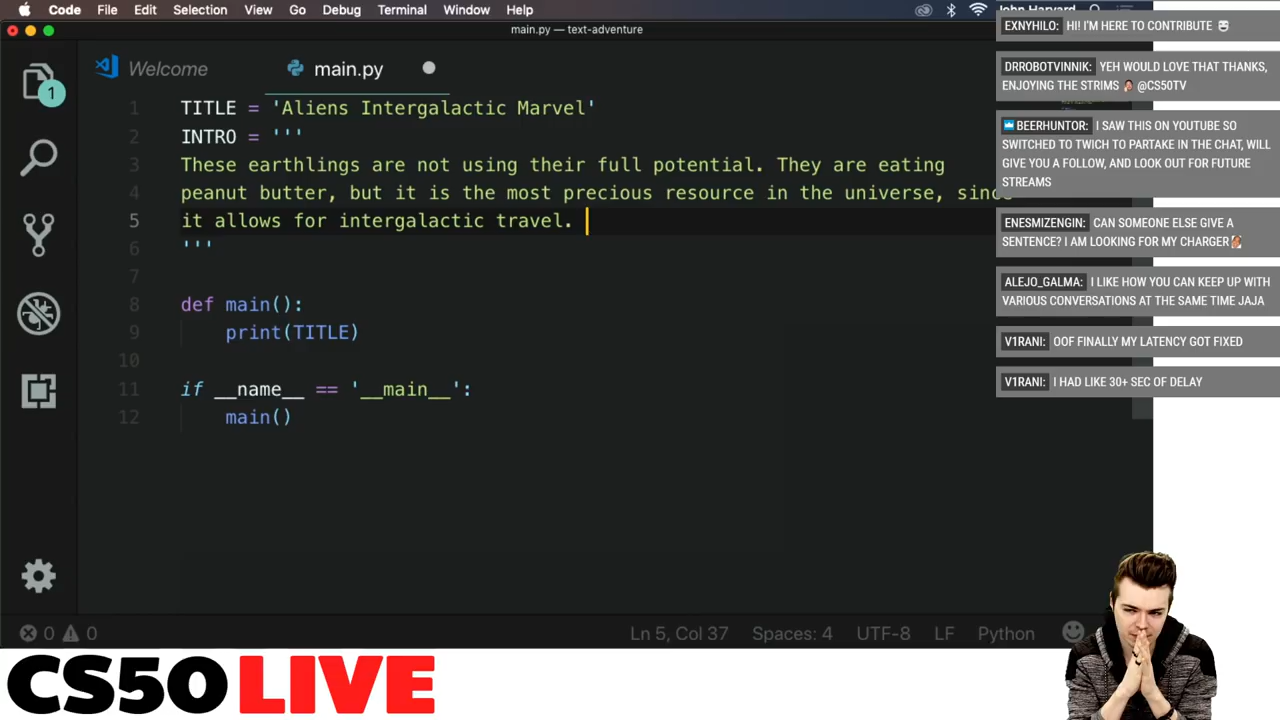 Code File Edit Selection View Go Debug Terminal Window Help
main.py — text-adventure
Welcome
main.py
1
1 TITLE = 'Aliens Intergalactic Marvel'
2 INTRO = '''
3 These earthlings are not using their full potential. They are eating
4 peanut butter, but it is the most precious resource in the universe, since
5 it allows for intergalactic travel.
6 '''
7
8 def main():
9 print(TITLE)
10
11 if __name__ == '__main__':
12 main()
0 0
Ln 5, Col 37 Spaces: 4 UTF-8 LF Python
EXNYHILO: HI! I'M HERE TO CONTRIBUTE
DRROBOTVINNIK: YEH WOULD LOVE THAT THANKS,
ENJOYING THE STRIMS @CS50TV
BEERHUNTOR: I SAW THIS ON YOUTUBE SO
SWITCHED TO TWICH TO PARTAKE IN THE CHAT, WILL
GIVE YOU A FOLLOW, AND LOOK OUT FOR FUTURE
STREAMS
ENESMIZENGIN: CAN SOMEONE ELSE GIVE A
SENTENCE? I AM LOOKING FOR MY CHARGER
ALEJO_GALMA: I LIKE HOW YOU CAN KEEP UP WITH
VARIOUS CONVERSATIONS AT THE SAME TIME JAJA
V1RANI: OOF FINALLY MY LATENCY GOT FIXED
V1RANI: I HAD LIKE 30+ SEC OF DELAY
CS50 LIVE